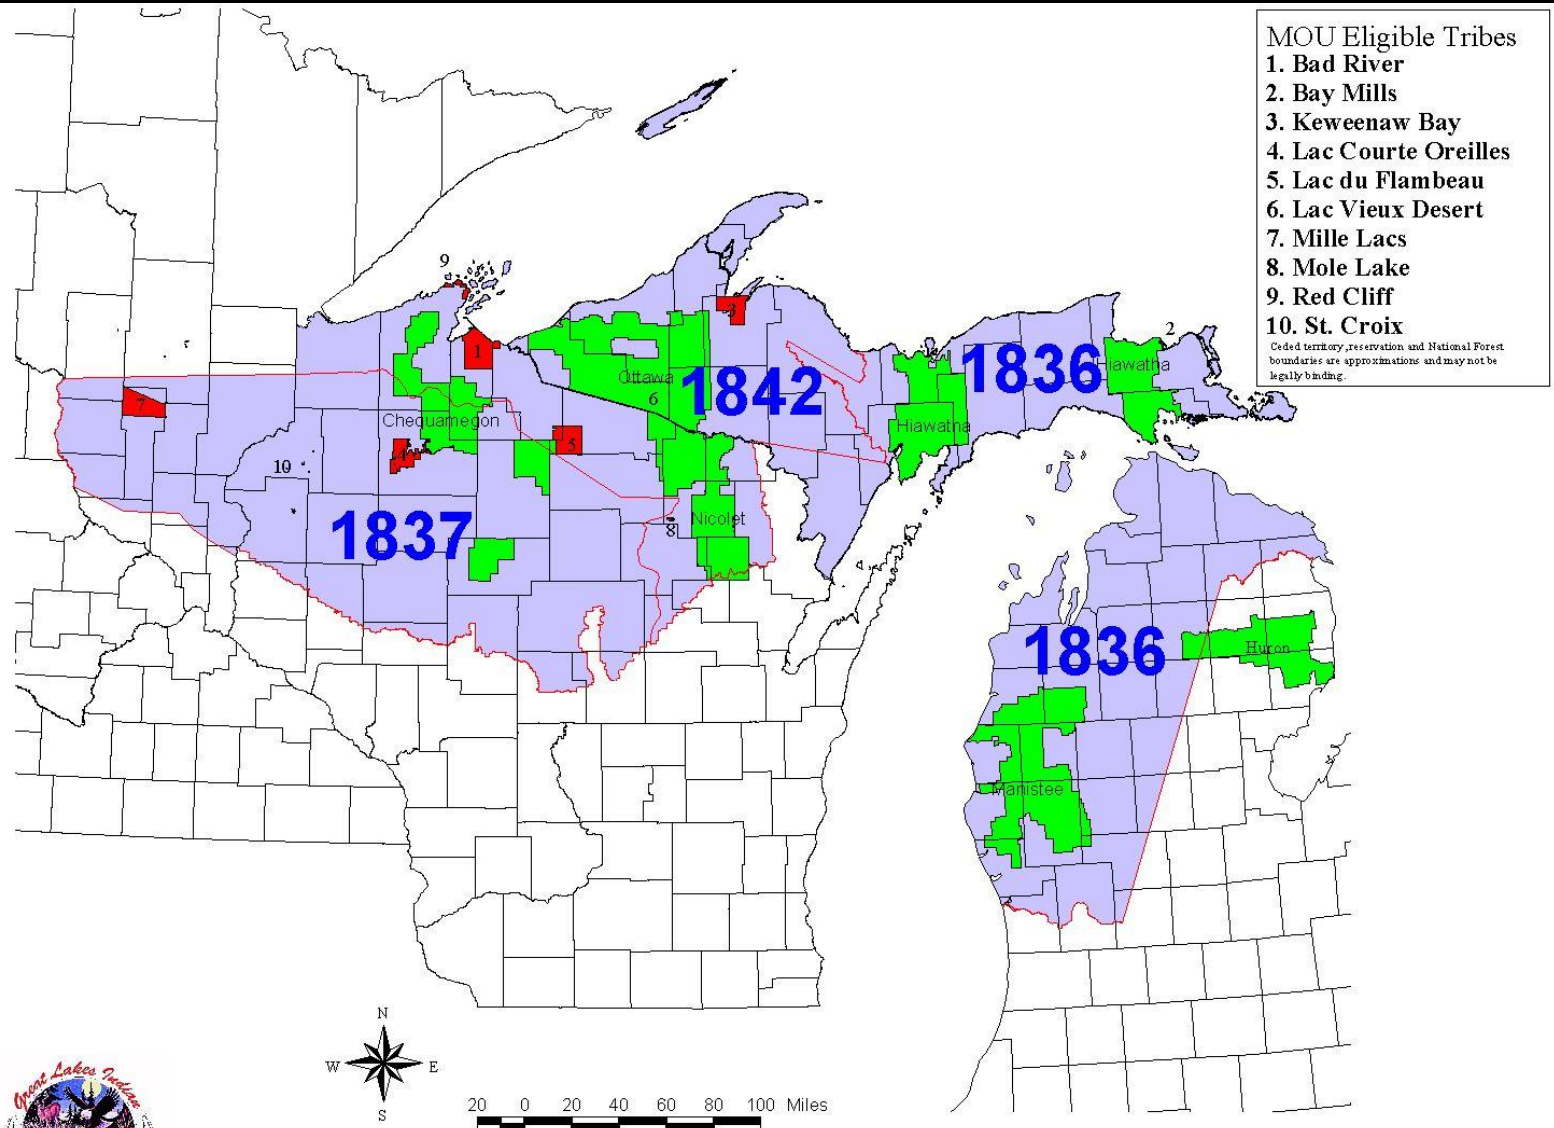 MOU Eligible Tribes
1. Bad River
2. Bay Mills
3. Keweenaw Bay
4. Lac Courte Oreilles
5. Lac du Flambeau
6. Lac Vieux Desert
7. Mille Lacs
8. Mole Lake
9. Red Cliff
10. St. Croix
Ceded territory, reservation and National Forest
boundaries are approximations and may not be
legally binding.
9
2
3
1
1836
Hiawatha
Ottawa
1842
6
7
Chequamegon
Hiawatha
5
4
10
1837
Nicolet
8
1836
Huron
Manistee
N
W
E
S
Great Lakes Indian
20 0 20 40 60 80 100 Miles